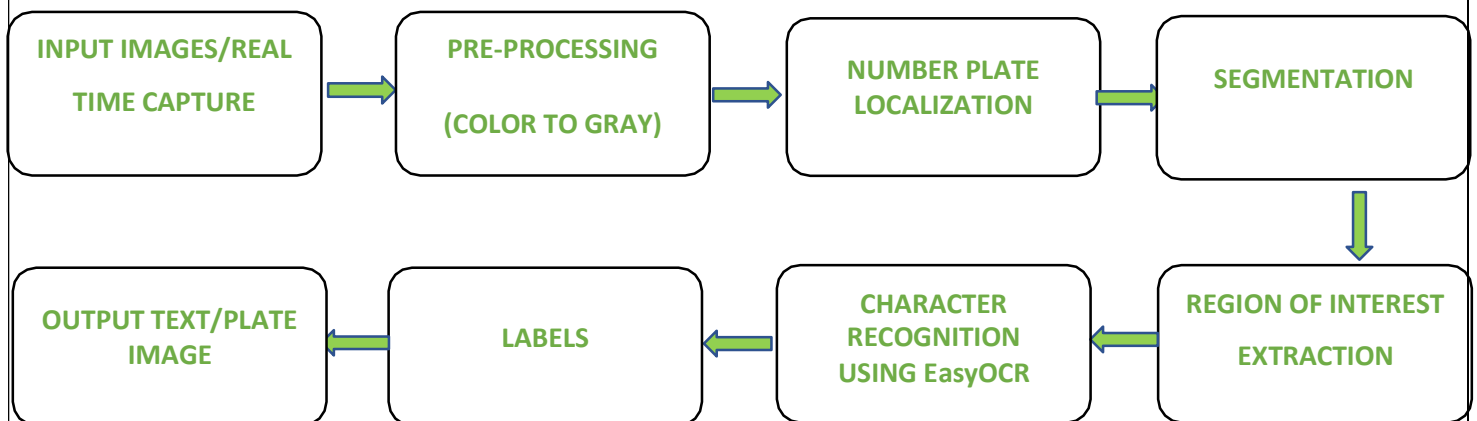 INPUT IMAGES/REAL
TIME CAPTURE
PRE-PROCESSING
(COLOR TO GRAY)
NUMBER PLATE
LOCALIZATION
SEGMENTATION
REGION OF INTEREST
EXTRACTION
CHARACTER
RECOGNITION
USING EasyOCR
LABELS
OUTPUT TEXT/PLATE
IMAGE